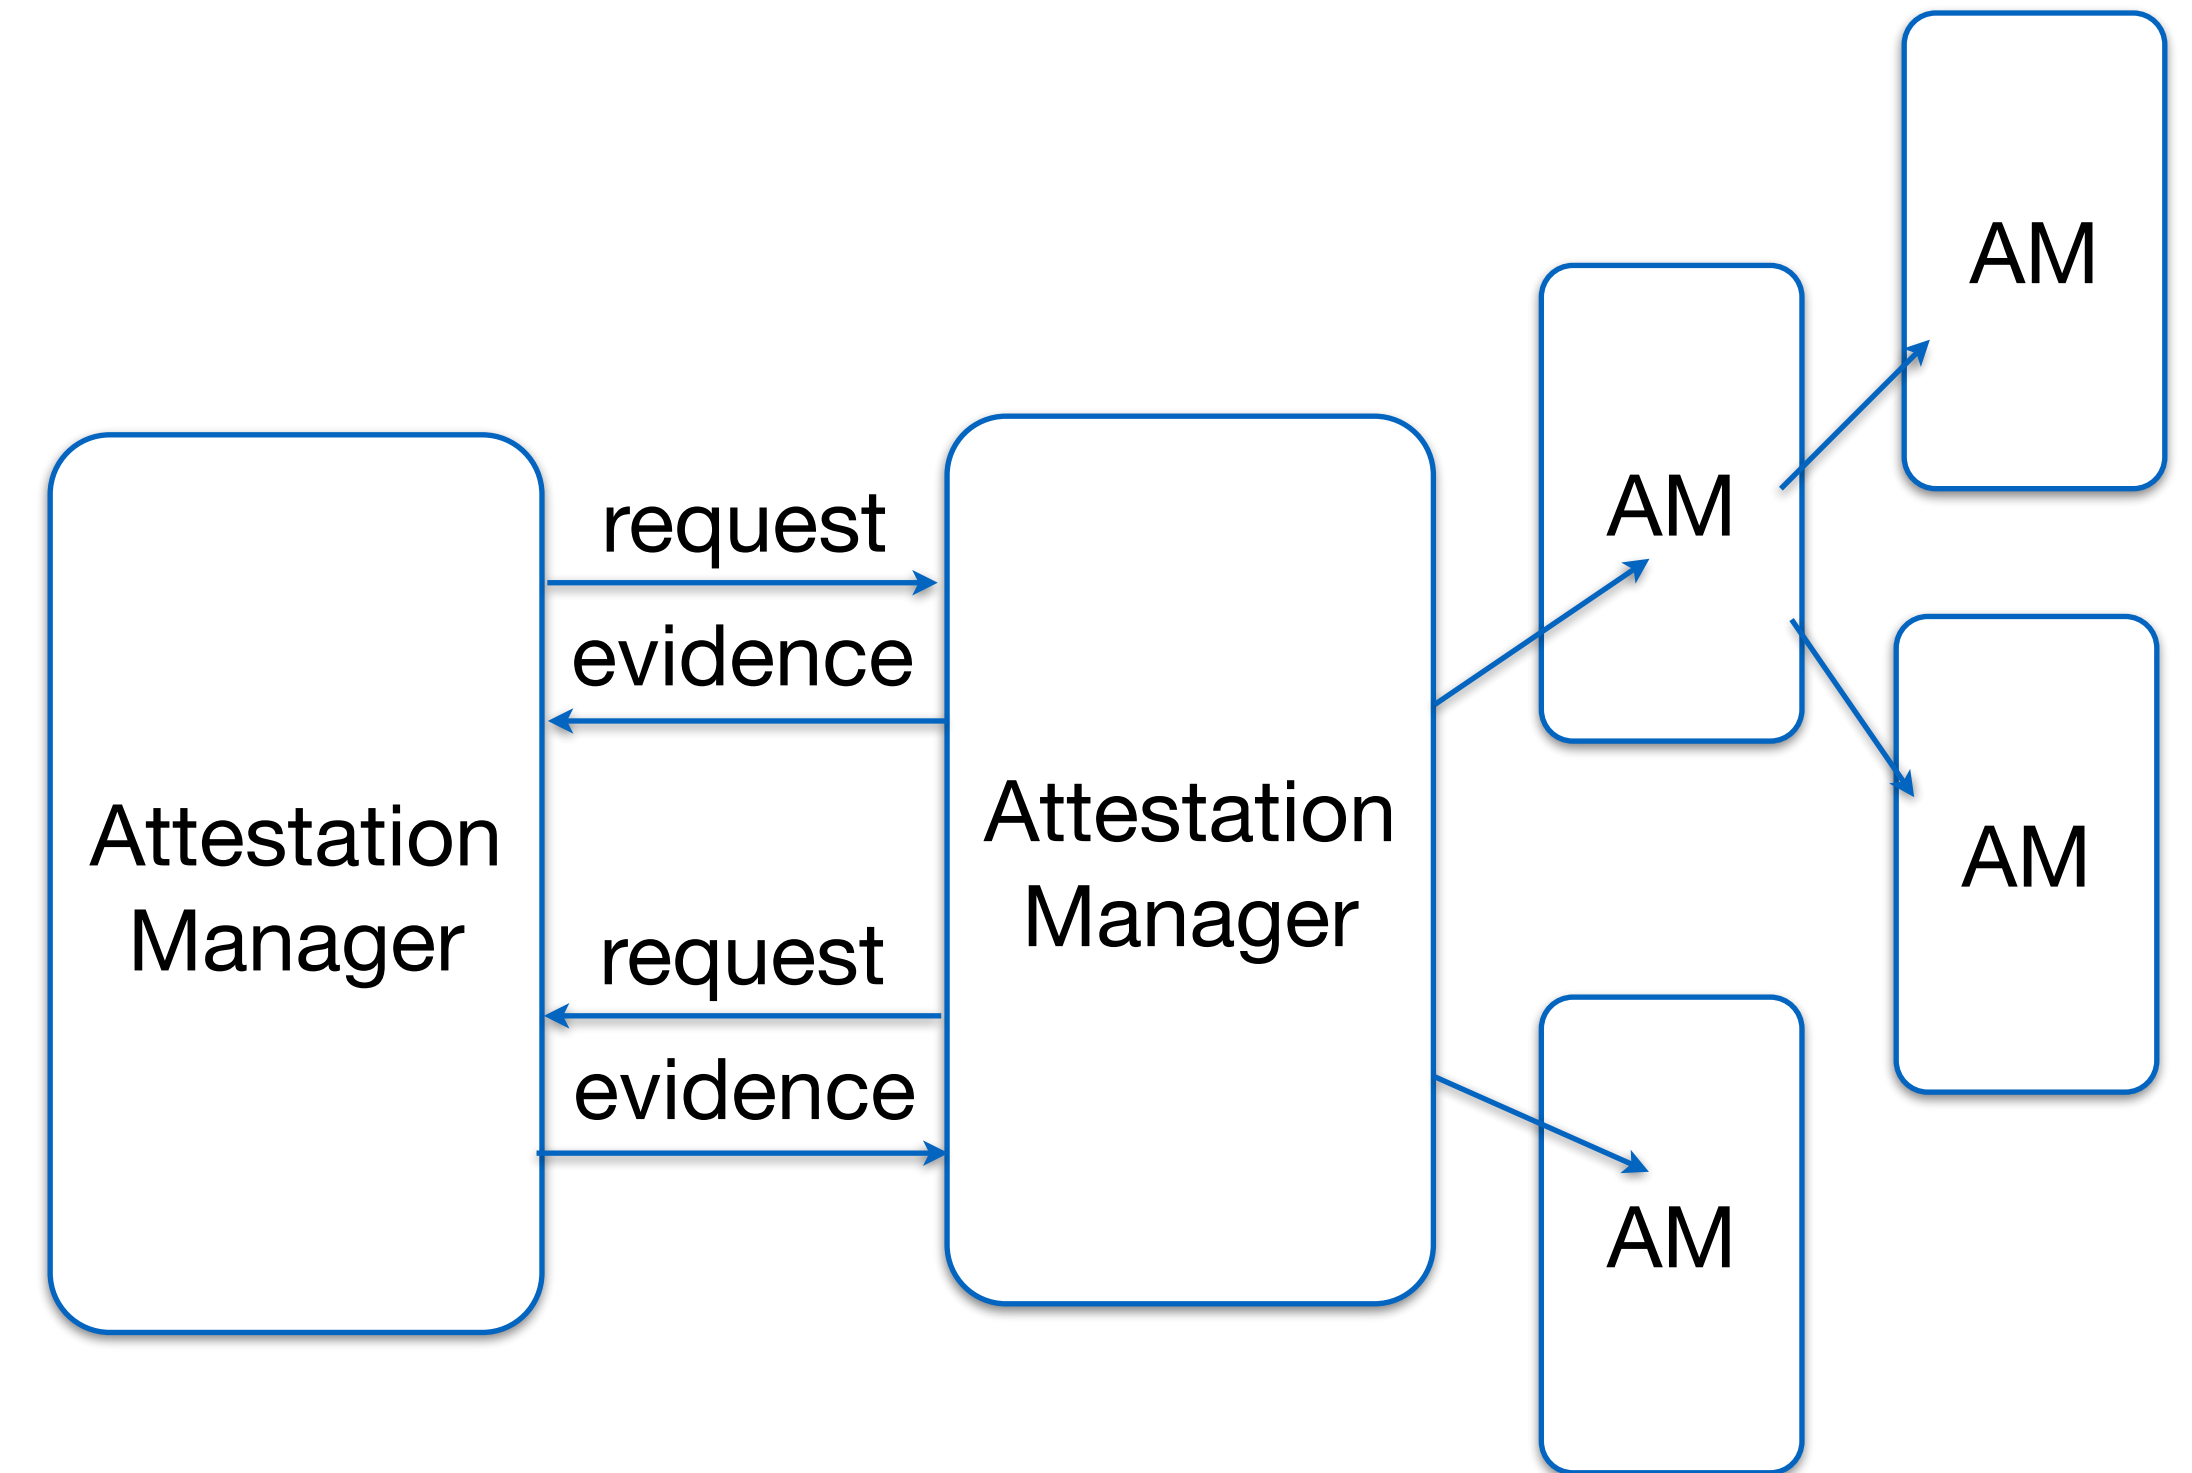 Attestation
Manager
request
evidence
request
evidence
Attestation
Manager
AM
AM
AM
AM